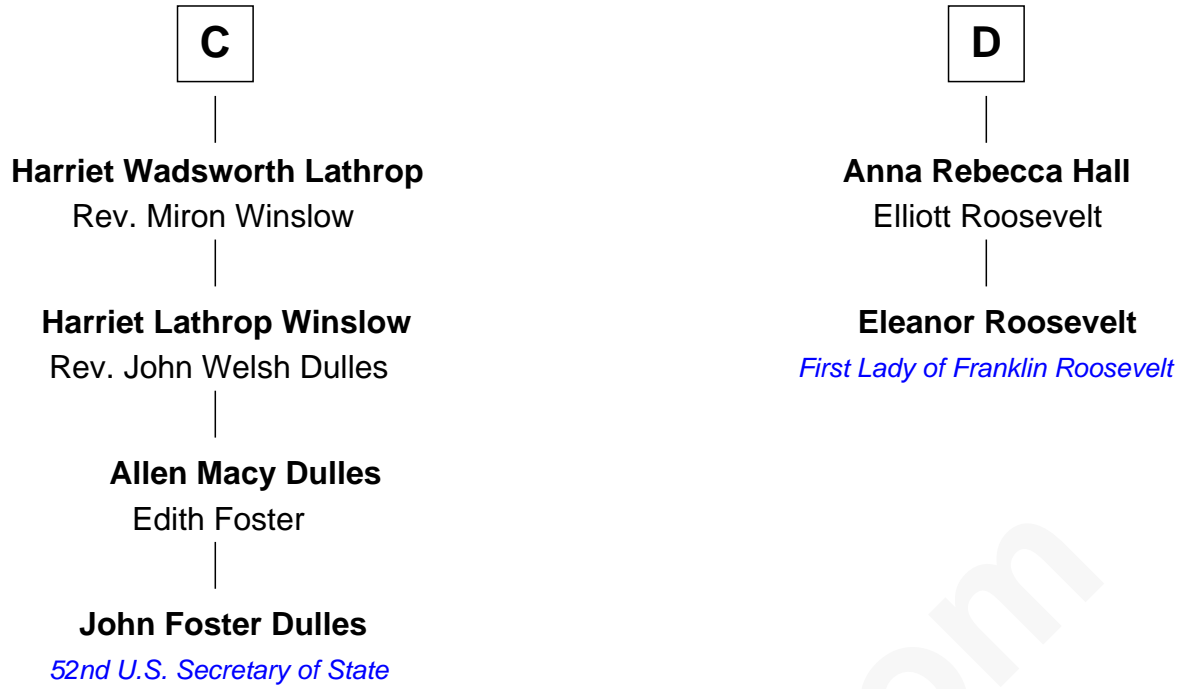 C
Harriet Wadsworth Lathrop
Rev. Miron Winslow
Harriet Lathrop Winslow
Rev. John Welsh Dulles
Allen Macy Dulles
Edith Foster
John Foster Dulles
52nd U.S. Secretary of State
D
Anna Rebecca Hall
Elliott Roosevelt
Eleanor Roosevelt
First Lady of Franklin Roosevelt
om